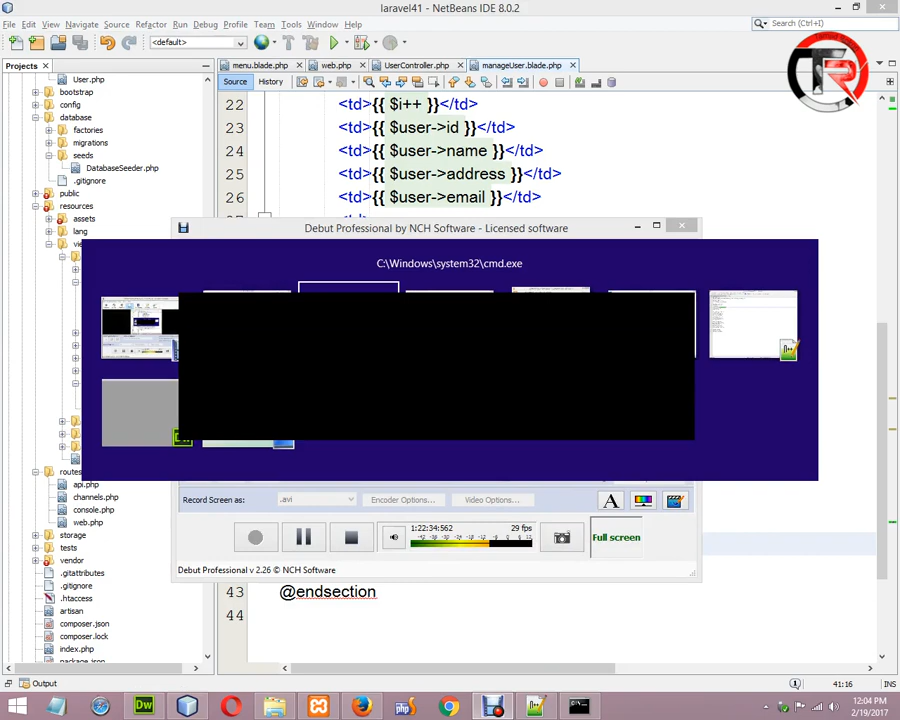 laravel41 - NetBeans IDE 8.0.2
File Edit View Navigate Source Refactor Run Debug Profile Team Tools Window Help
Search (Ctrl+I)
<default>
Projects
menu.blade.php web.php UserController.php manageUser.blade.php
Source History
User.php
bootstrap
config
database
factories
migrations
seeds
DatabaseSeeder.php
.gitignore
public
resources
assets
lang
22 <td>{{ $i++ }}</td>
23 <td>{{ $user->id }}</td>
24 <td>{{ $user->name }}</td>
25 <td>{{ $user->address }}</td>
26 <td>{{ $user->email }}</td>
Debut Professional by NCH Software - Licensed software
C:\Windows\system32\cmd.exe
routes
api.php
channels.php
console.php
web.php
storage
tests
vendor
.gitattributes
.gitignore
.htaccess
artisan
composer.json
composer.lock
index.php
package.json
Record Screen as: .avi Encoder Options... Video Options...
A
1:22:34:562 29 fps
Full screen
Debut Professional v 2.26 © NCH Software
43 @endsection
44
Output
41:16 INS
Dw
php
12:04 PM
2/19/2017